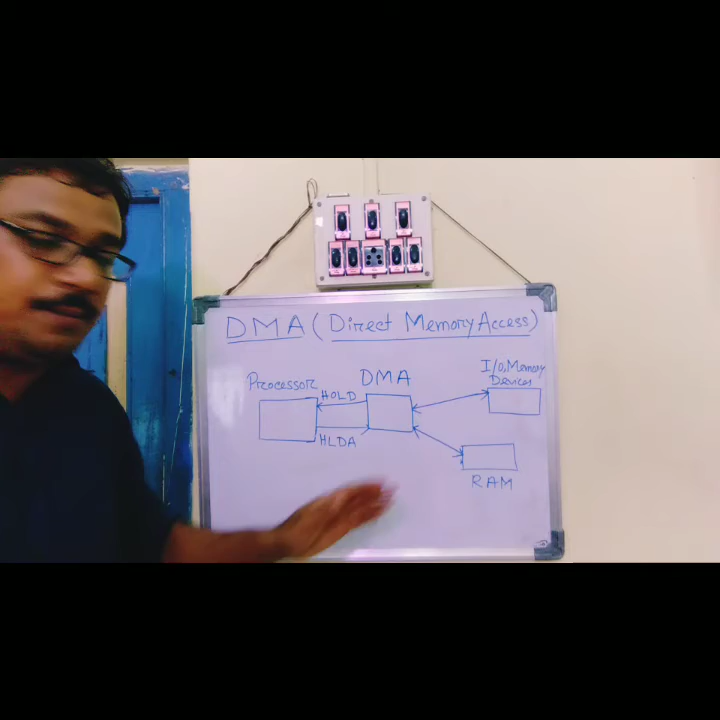 DMA (Direct Memory Access)
Processor
DMA
I/O, Memory
Devices
HOLD
HLDA
RAM